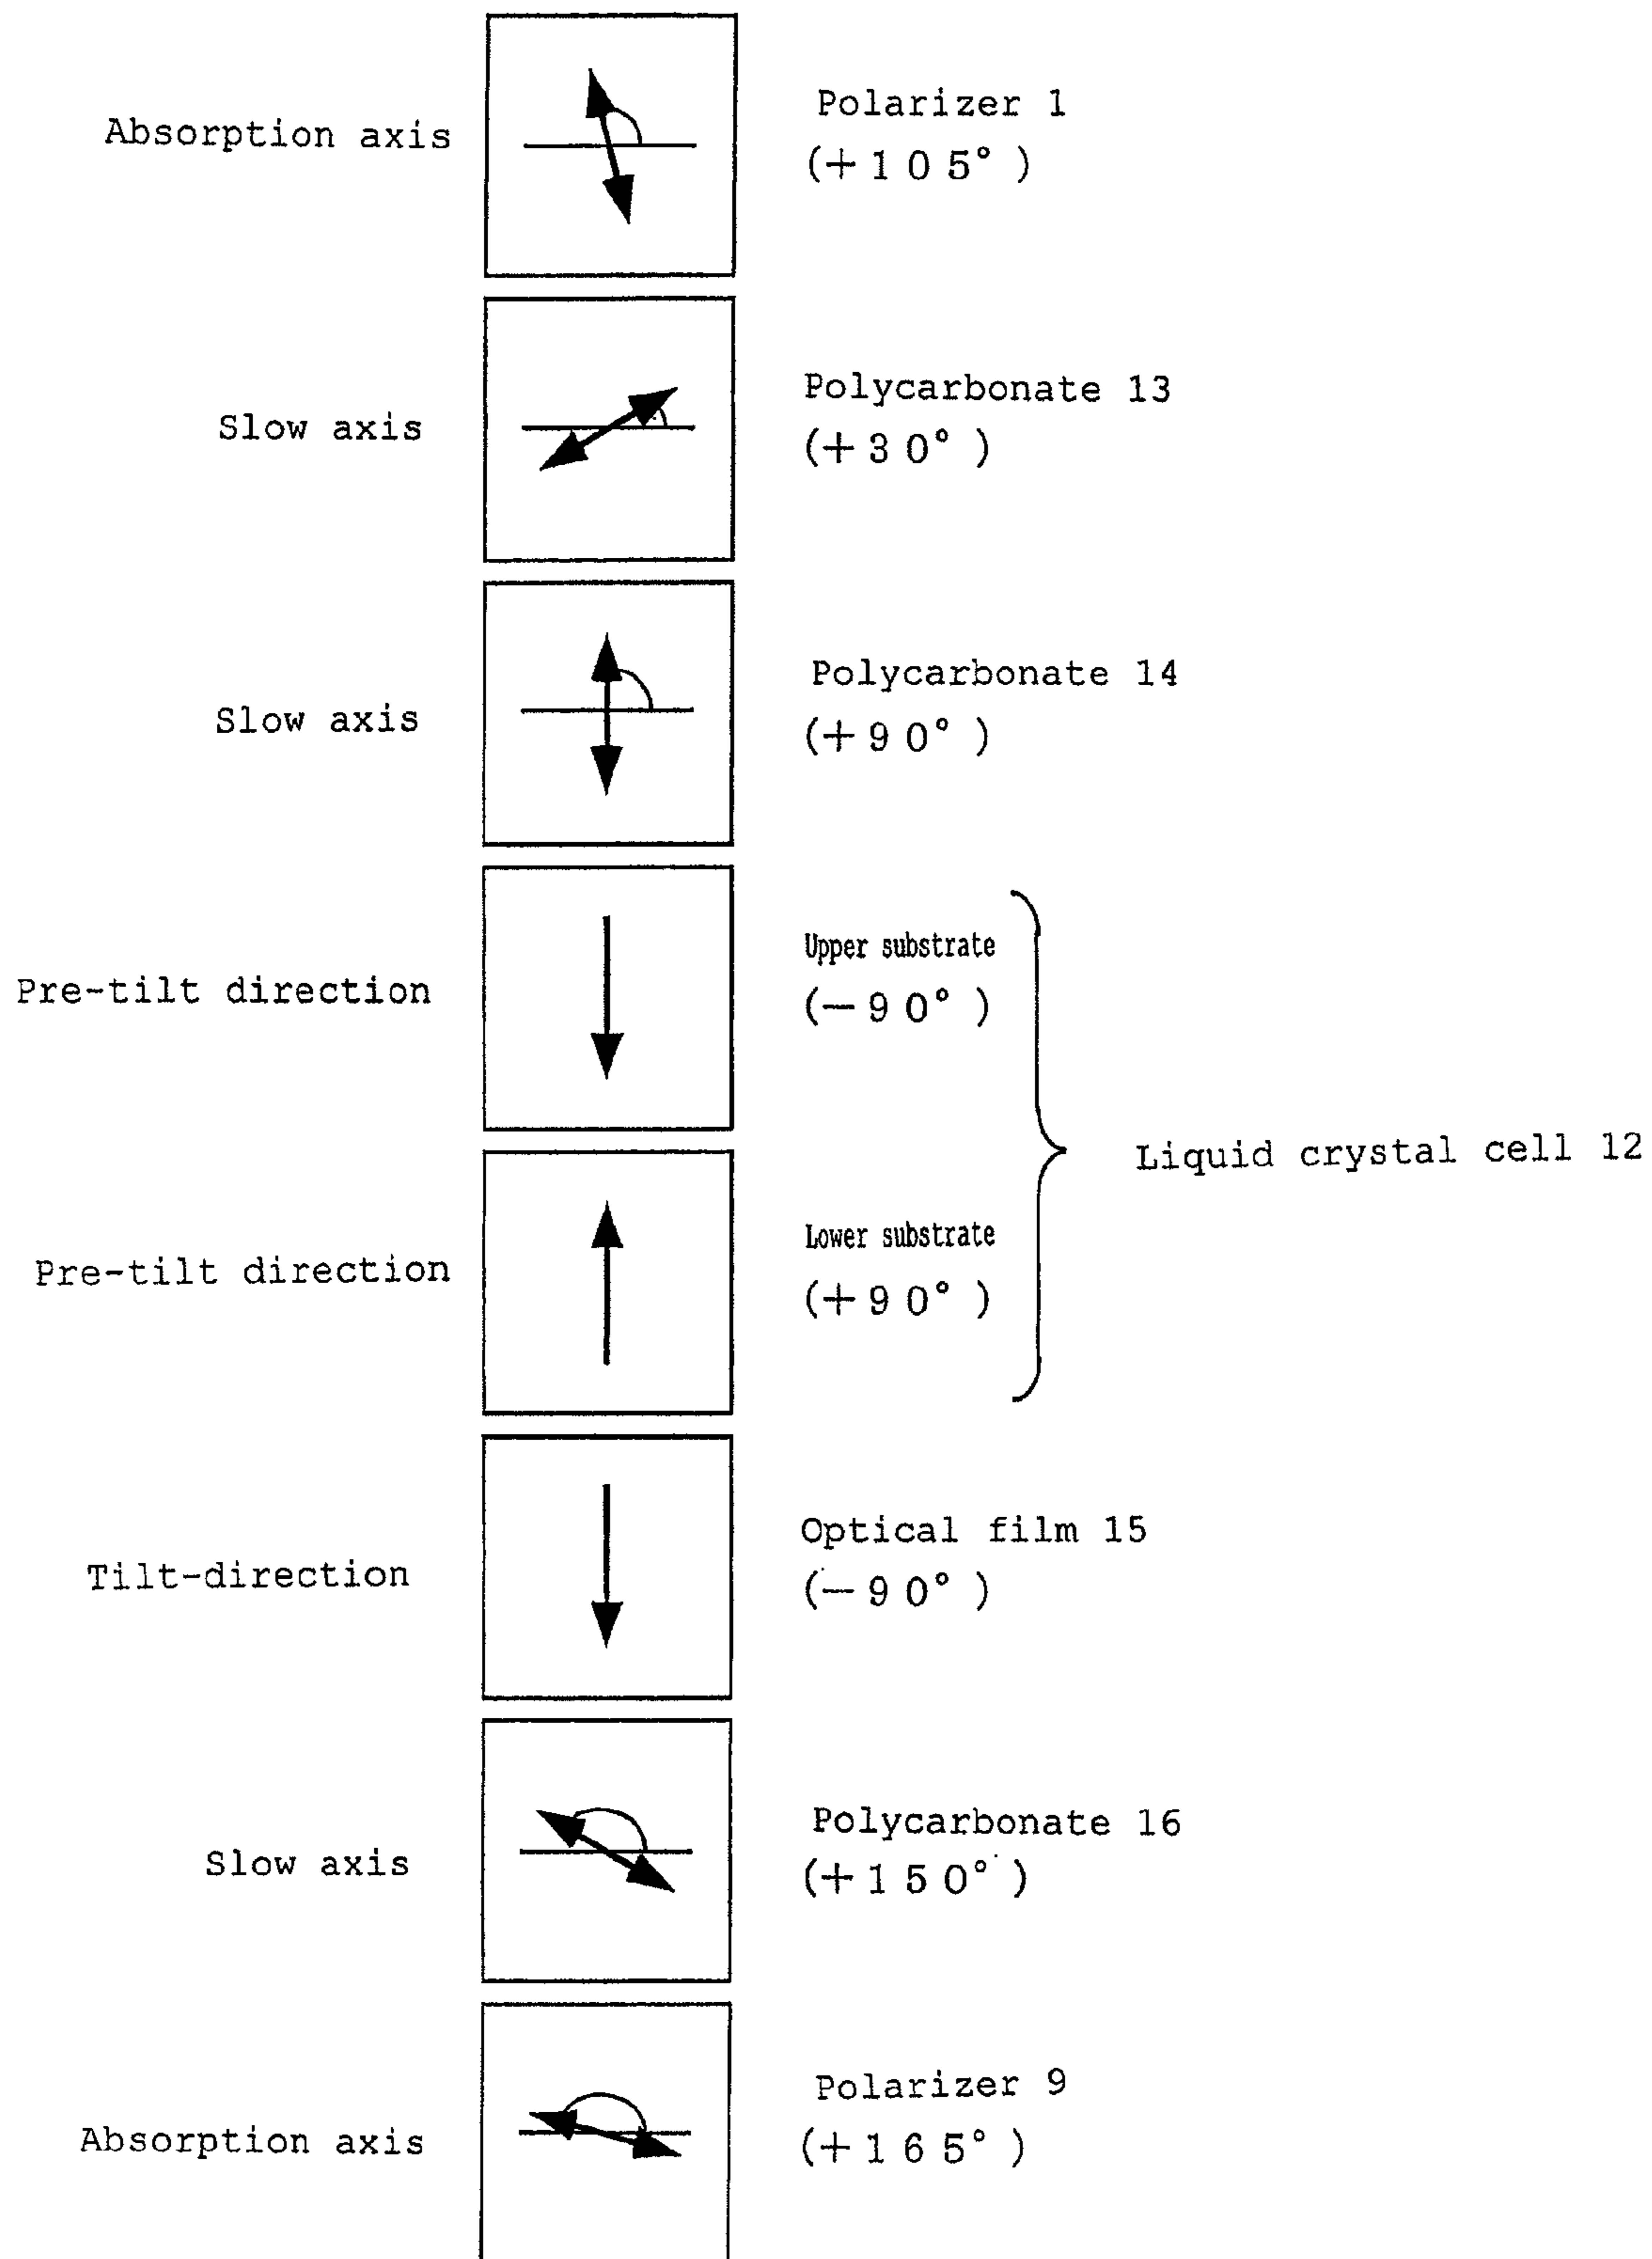 Absorption axis
Polarizer 1
(+105°)
Slow axis
Polycarbonate 13
(+30°)
Slow axis
Polycarbonate 14
(+90°)
Pre-tilt direction
Upper substrate
(-90°)
Liquid crystal cell 12
Pre-tilt direction
Lower substrate
(+90°)
Tilt-direction
Optical film 15
(-90°)
Slow axis
Polycarbonate 16
(+150°)
Absorption axis
Polarizer 9
(+165°)